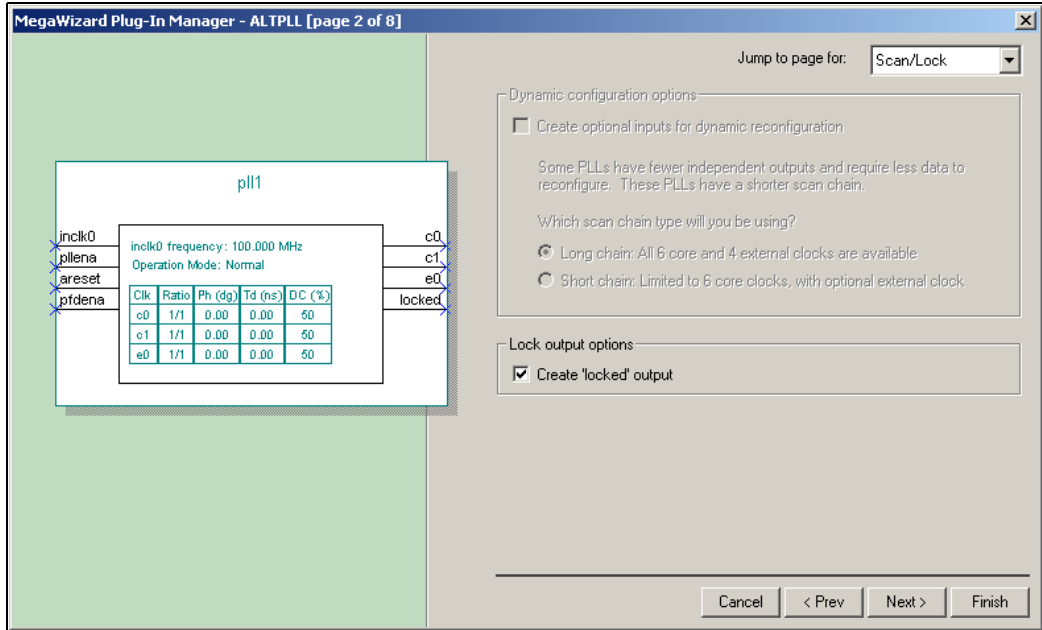 MegaWizard Plug-In Manager - ALTPLL [page 2 of 8]
Jump to page for: Scan/Lock
Dynamic configuration options
Create optional inputs for dynamic reconfiguration
Some PLLs have fewer independent outputs and require less data to
reconfigure. These PLLs have a shorter scan chain.
Which scan chain type will you be using?
Long chain: All 6 core and 4 external clocks are available
Short chain: Limited to 6 core clocks, with optional external clock
Lock output options
Create 'locked' output
pll1
inclk0
pllena
areset
pfdena
inclk0 frequency: 100.000 MHz
Operation Mode: Normal
Clk Ratio Ph (dg) Td (ns) DC (%)
c0 1/1 0.00 0.00 50
c1 1/1 0.00 0.00 50
e0 1/1 0.00 0.00 50
c0
c1
e0
locked
Cancel < Prev Next > Finish